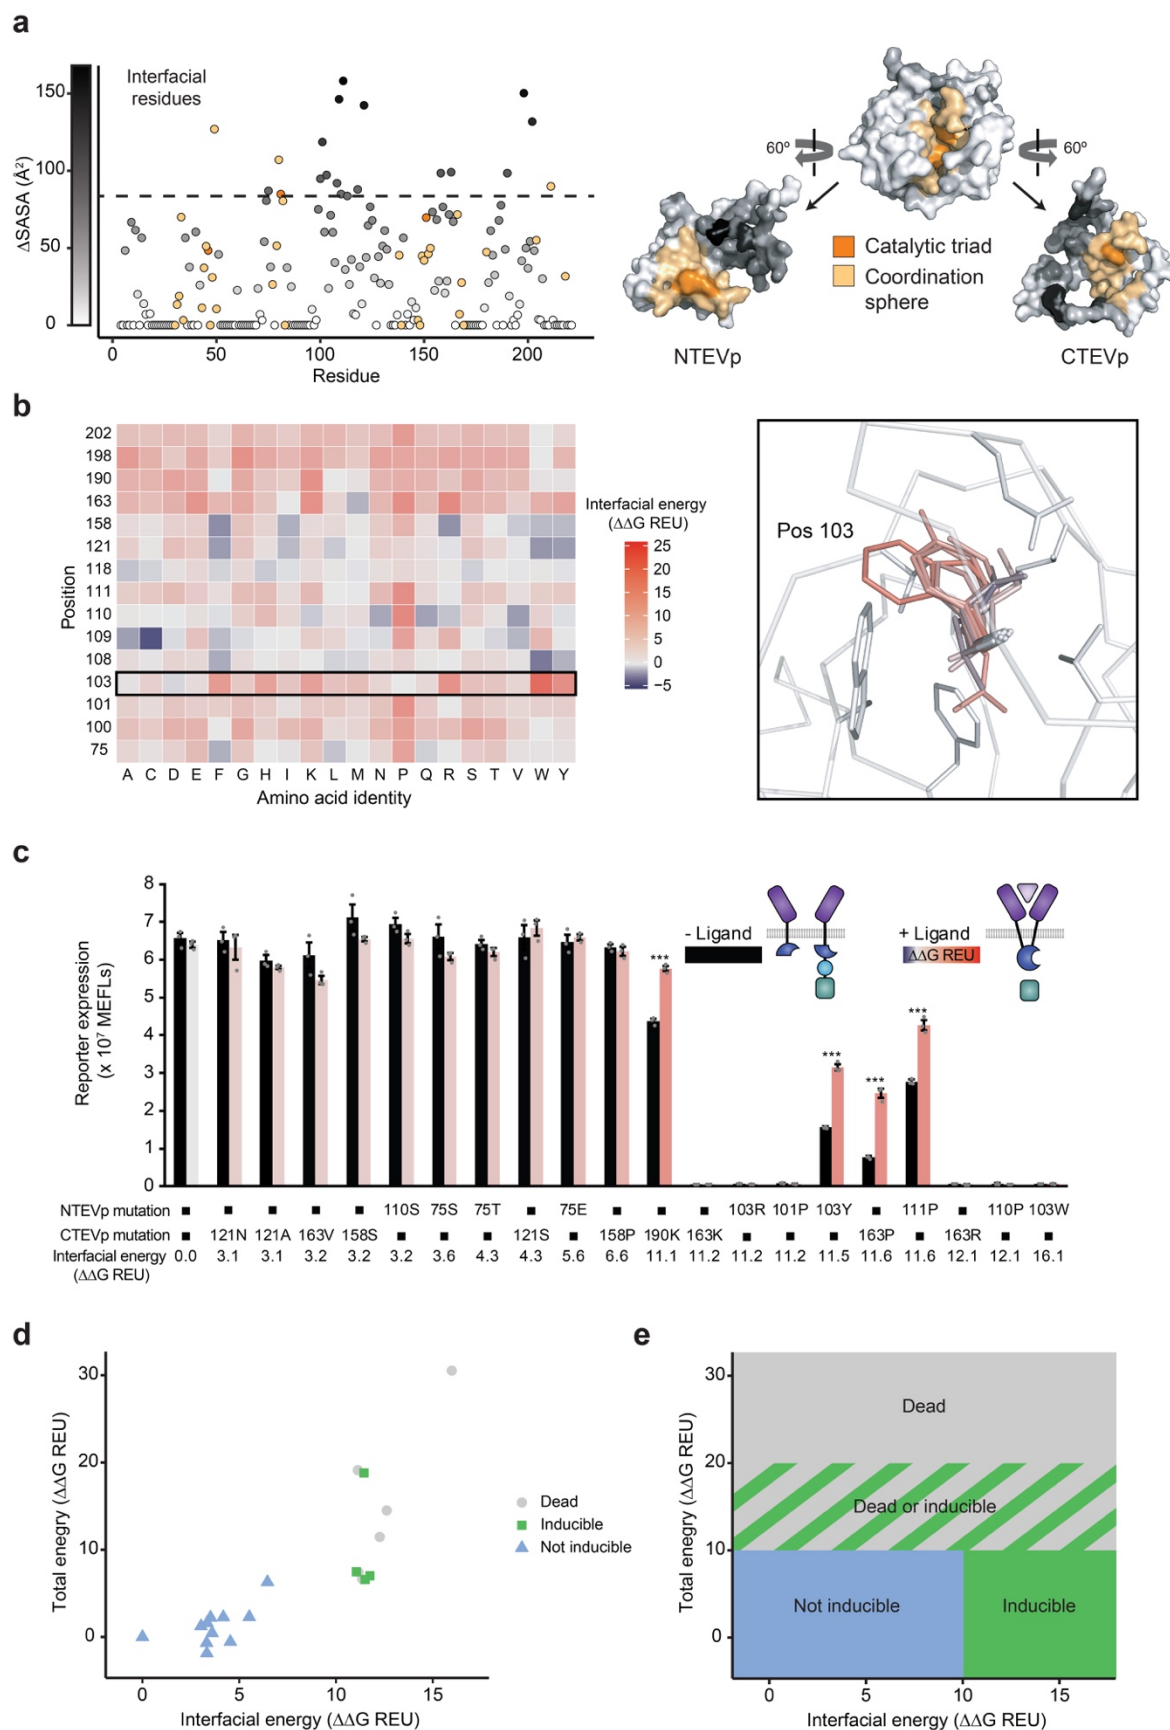 a
Interfacial
residues
ΔSASA (Å²)
150
100
50
0
0
50
100
150
200
Residue
60º
60º
Catalytic triad
Coordination
sphere
NTEVp
CTEVp
b
Position
202
198
190
163
158
121
118
111
110
109
108
103
101
100
75
A C D E F G H I K L M N P Q R S T V W Y
Amino acid identity
Interfacial energy
(ΔΔG REU)
25
20
15
10
5
0
−5
Pos 103
c
Reporter expression
(x 10⁷ MEFLs)
8
7
6
5
4
3
2
1
0
- Ligand
+ Ligand
ΔΔG REU
***
***
***
***
NTEVp mutation ■ ■ ■ ■ ■ 110S 75S 75T ■ 75E ■ ■ ■ 103R 101P 103Y ■ 111P ■ 110P 103W
CTEVp mutation ■ 121N 121A 163V 158S ■ ■ ■ 121S ■ 158P 190K 163K ■ ■ ■ 163P ■ 163R ■ ■
Interfacial energy 0.0 3.1 3.1 3.2 3.2 3.2 3.6 4.3 4.3 5.6 6.6 11.1 11.2 11.2 11.2 11.5 11.6 11.6 12.1 12.1 16.1
(ΔΔG REU)
d
Total enegry (ΔΔG REU)
30
20
10
0
0
5
10
15
Interfacial energy (ΔΔG REU)
Dead
Inducible
Not inducible
e
Total enegry (ΔΔG REU)
30
20
10
0
Dead
Dead or inducible
Not inducible
Inducible
0
5
10
15
Interfacial energy (ΔΔG REU)